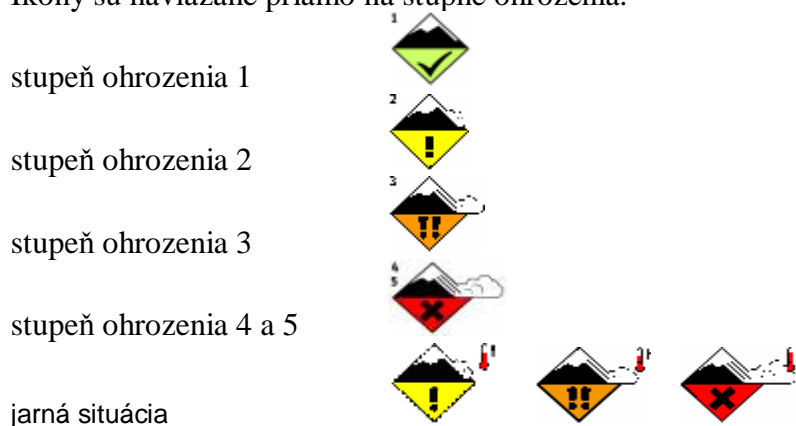 Ikony sú naviazané priamo na stupne ohrozenia.
1
stupeň ohrozenia 1
2
!
stupeň ohrozenia 2
3
!!
stupeň ohrozenia 3
4
5
stupeň ohrozenia 4 a 5
! !!
jarná situácia